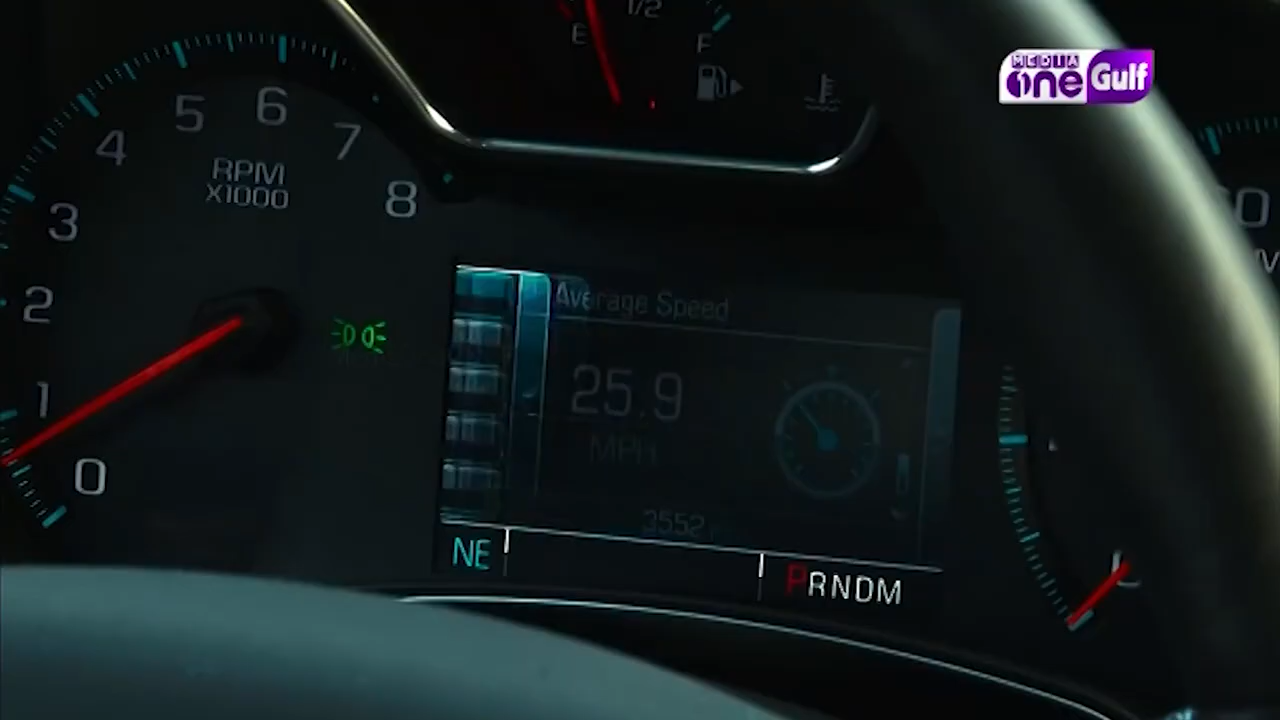 1/2
E
F
MEDIA
one Gulf
5 6 7
4
RPM
X1000
8
3
2
1
0
Average Speed
25.9
MPH
3552
NE
PRNDM